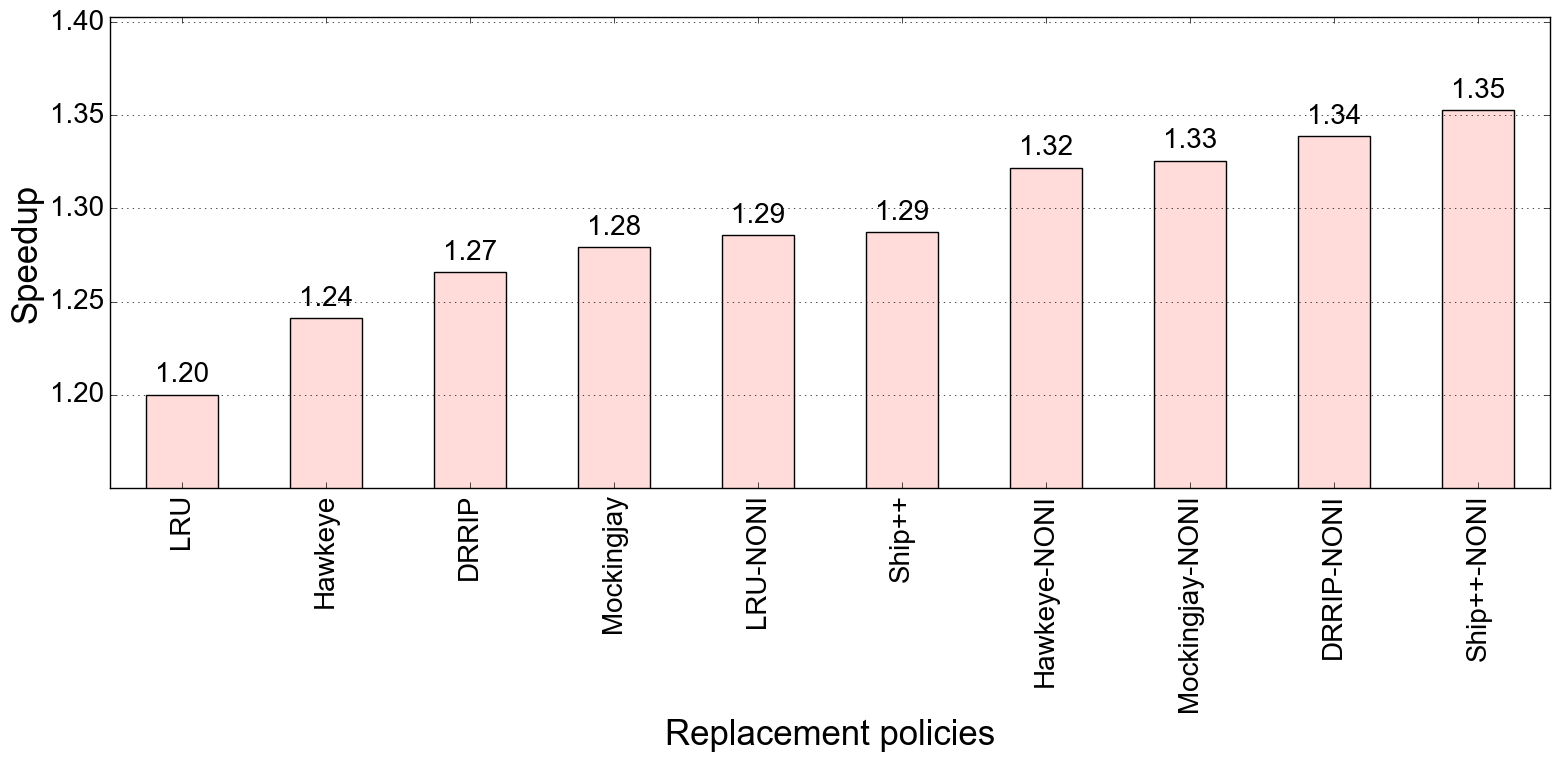 1.40
1.35
1.30
1.25
1.20
Speedup
1.20
1.24
1.27
1.28
1.29
1.29
1.32
1.33
1.34
1.35
LRU
Hawkeye
DRRIP
Mockingjay
LRU-NONI
Ship++
Hawkeye-NONI
Mockingjay-NONI
DRRIP-NONI
Ship++-NONI
Replacement policies